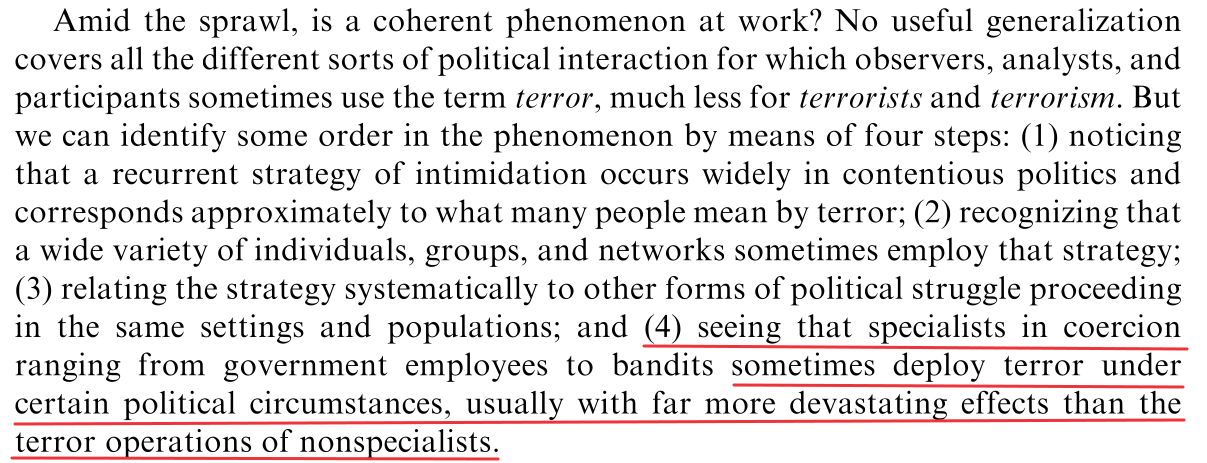 Amid the sprawl, is a coherent phenomenon at work? No useful generalization
covers all the different sorts of political interaction for which observers, analysts, and
participants sometimes use the term terror, much less for terrorists and terrorism. But
we can identify some order in the phenomenon by means of four steps: (1) noticing
that a recurrent strategy of intimidation occurs widely in contentious politics and
corresponds approximately to what many people mean by terror; (2) recognizing that
a wide variety of individuals, groups, and networks sometimes employ that strategy;
(3) relating the strategy systematically to other forms of political struggle proceeding
in the same settings and populations; and (4) seeing that specialists in coercion
ranging from government employees to bandits sometimes deploy terror under
certain political circumstances, usually with far more devastating effects than the
terror operations of nonspecialists.